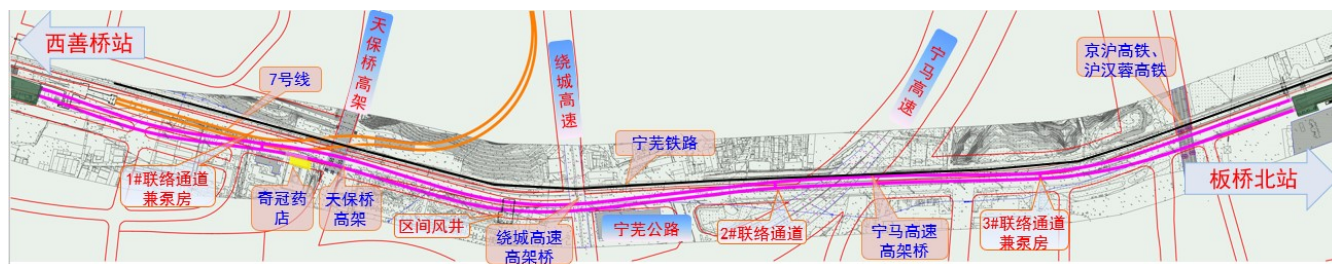 西善桥站
7号线
天保桥高架
绕城高速
宁马高速
京沪高铁、
沪汉蓉高铁
宁芜铁路
1#联络通道
兼泵房
奇冠药
店
天保桥
高架
区间风井
绕城高速
高架桥
宁芜公路
2#联络通道
宁马高速
高架桥
3#联络通道
兼泵房
板桥北站